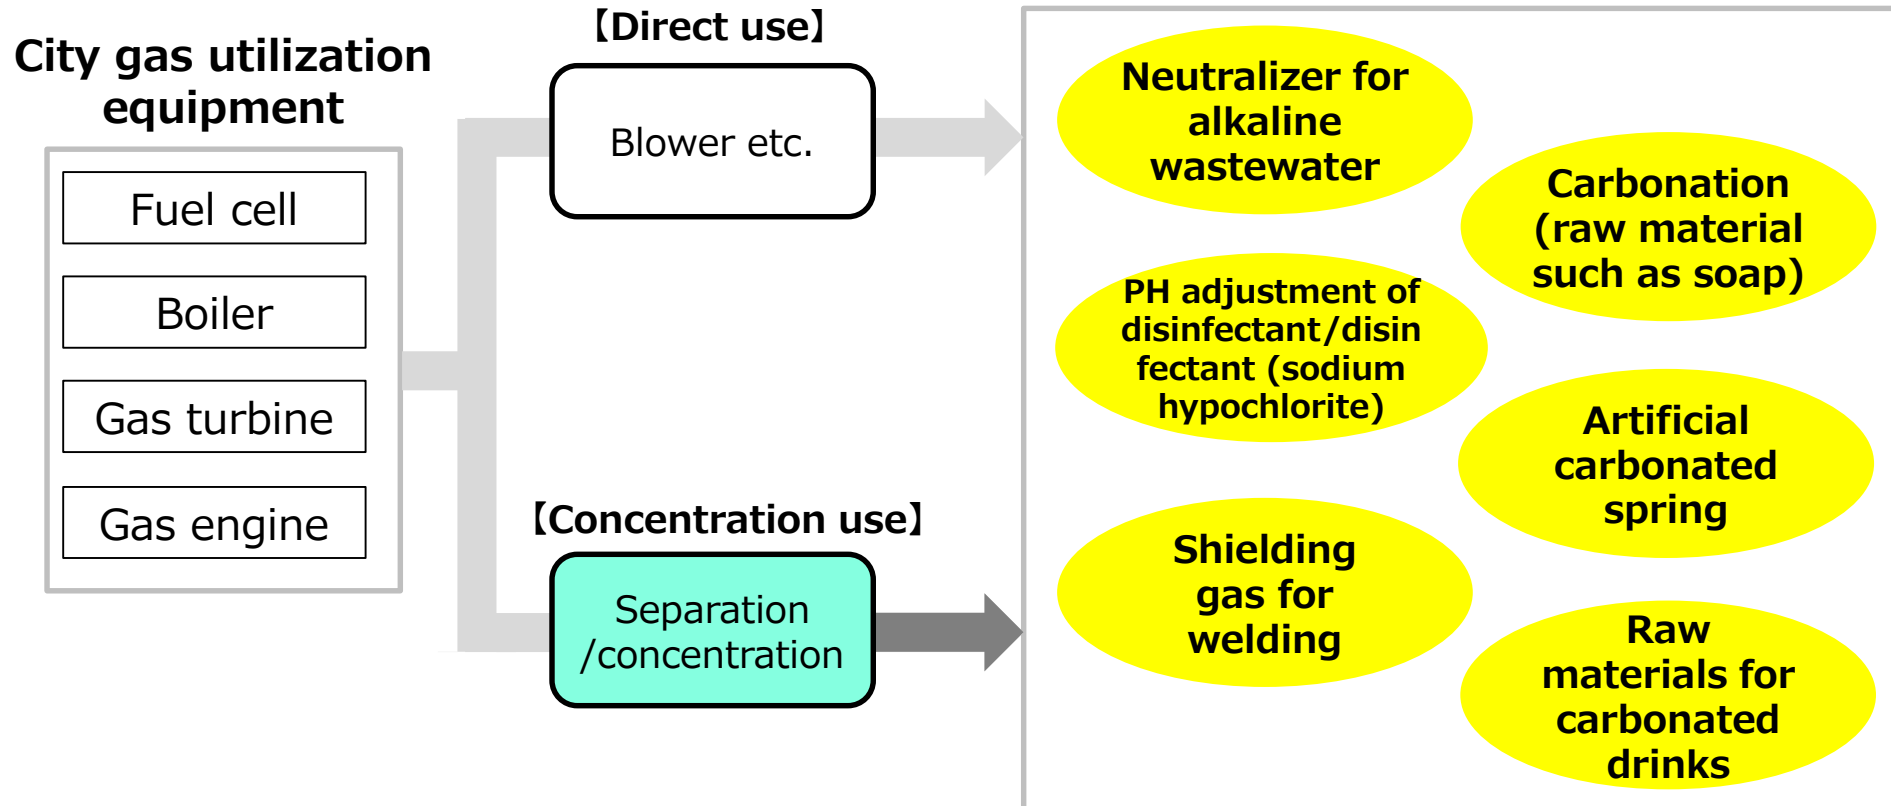 City gas utilization
equipment
Fuel cell
Boiler
Gas turbine
Gas engine
【Direct use】
Blower etc.
【Concentration use】
Separation
/concentration
Neutralizer for
alkaline
wastewater
Carbonation
(raw material
such as soap)
PH adjustment of
disinfectant/disin
fectant (sodium
hypochlorite)
Artificial
carbonated
spring
Shielding
gas for
welding
Raw
materials for
carbonated
drinks